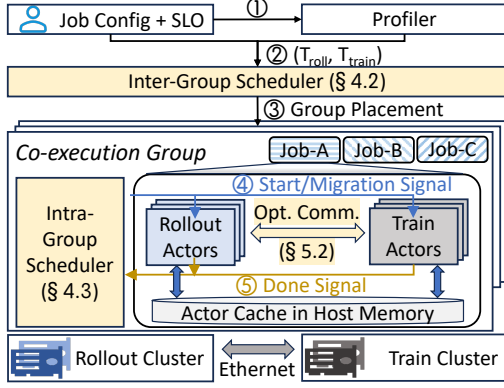 Job Config + SLO
①
Profiler
② (T_roll, T_train)
Inter-Group Scheduler (§ 4.2)
③ Group Placement
Co-execution Group
Job-A
Job-B
Job-C
④ Start/Migration Signal
Intra-
Group
Scheduler
(§ 4.3)
Rollout
Actors
Opt. Comm.
(§ 5.2)
Train
Actors
⑤ Done Signal
Actor Cache in Host Memory
Rollout Cluster
Ethernet
Train Cluster